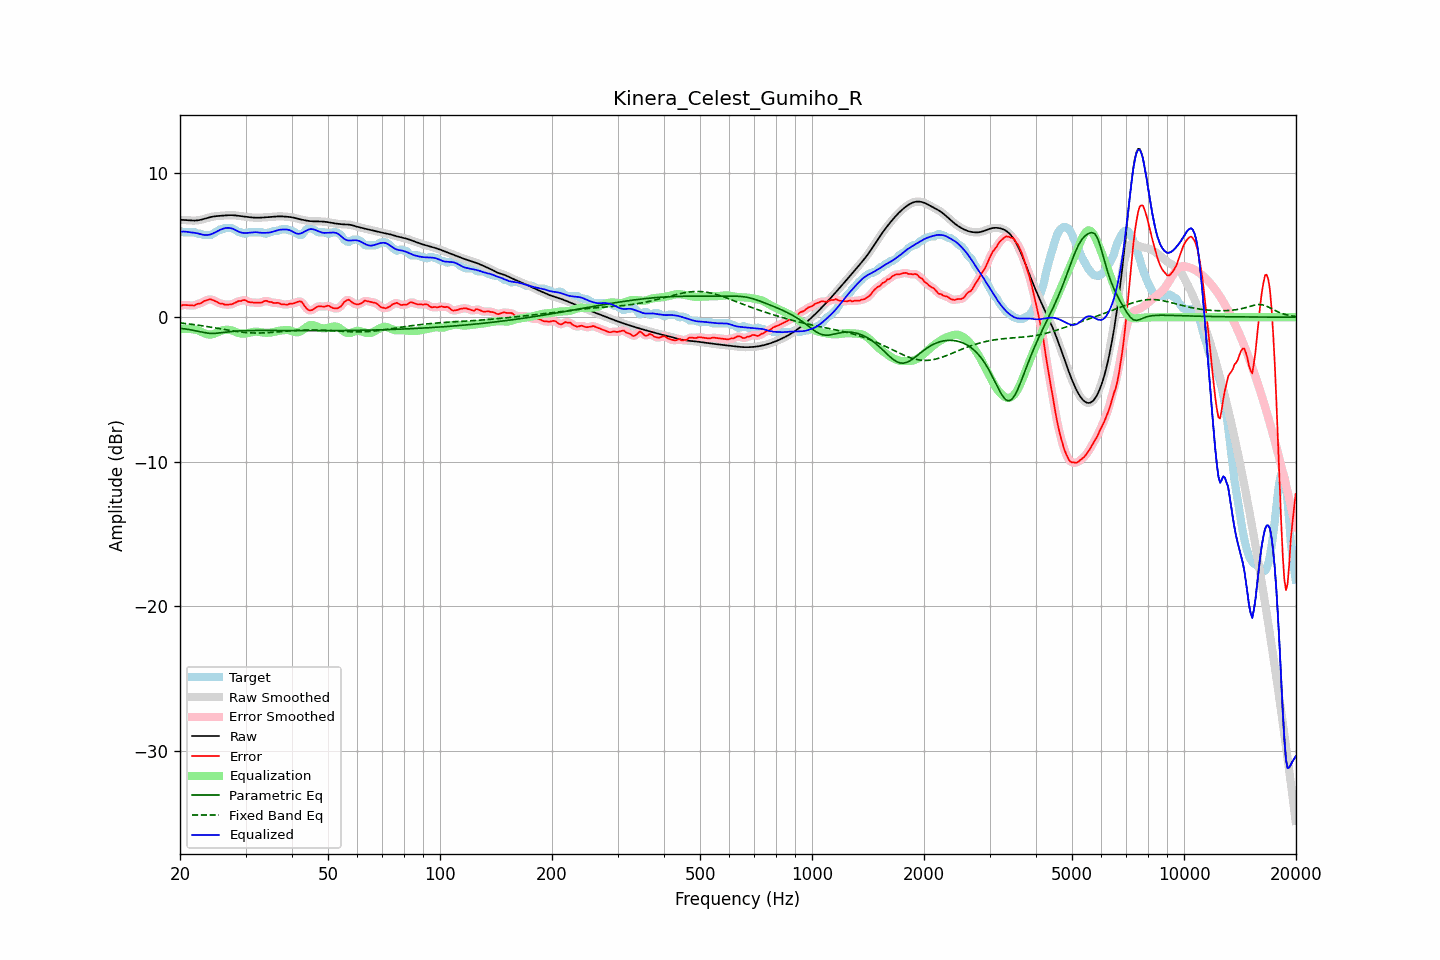 Kinera_Celest_Gumiho_R
10
0
−10
−20
−30
Amplitude (dBr)
Target
Raw Smoothed
Error Smoothed
Raw
Error
Equalization
Parametric Eq
Fixed Band Eq
Equalized
20 50 100 200 500 1000 2000 5000 10000 20000
Frequency (Hz)